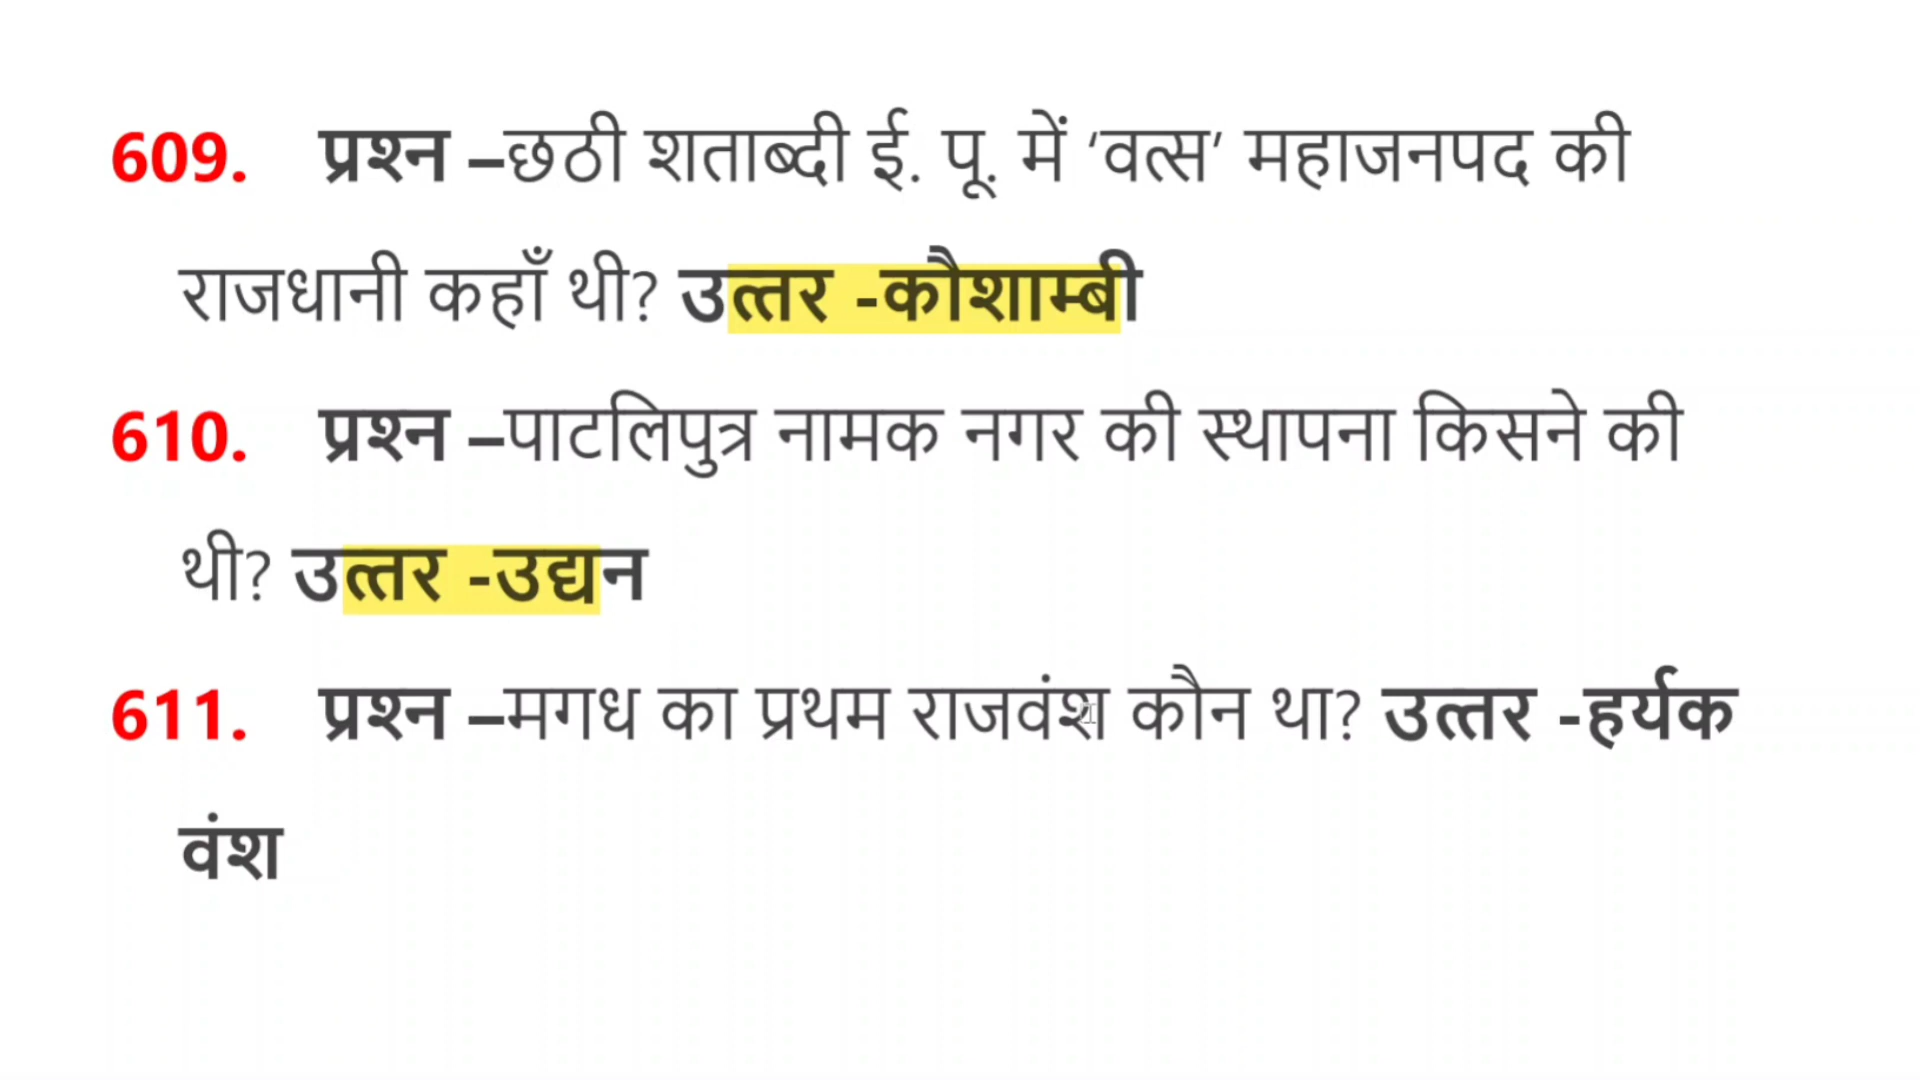 609. प्रश्न –छठी शताब्दी ई. पू. में ‘वत्स’ महाजनपद की
राजधानी कहाँ थी? उत्तर -कौशाम्बी
610. प्रश्न –पाटलिपुत्र नामक नगर की स्थापना किसने की
थी? उत्तर -उद्यन
611. प्रश्न –मगध का प्रथम राजवंश कौन था? उत्तर -हर्यक
वंश